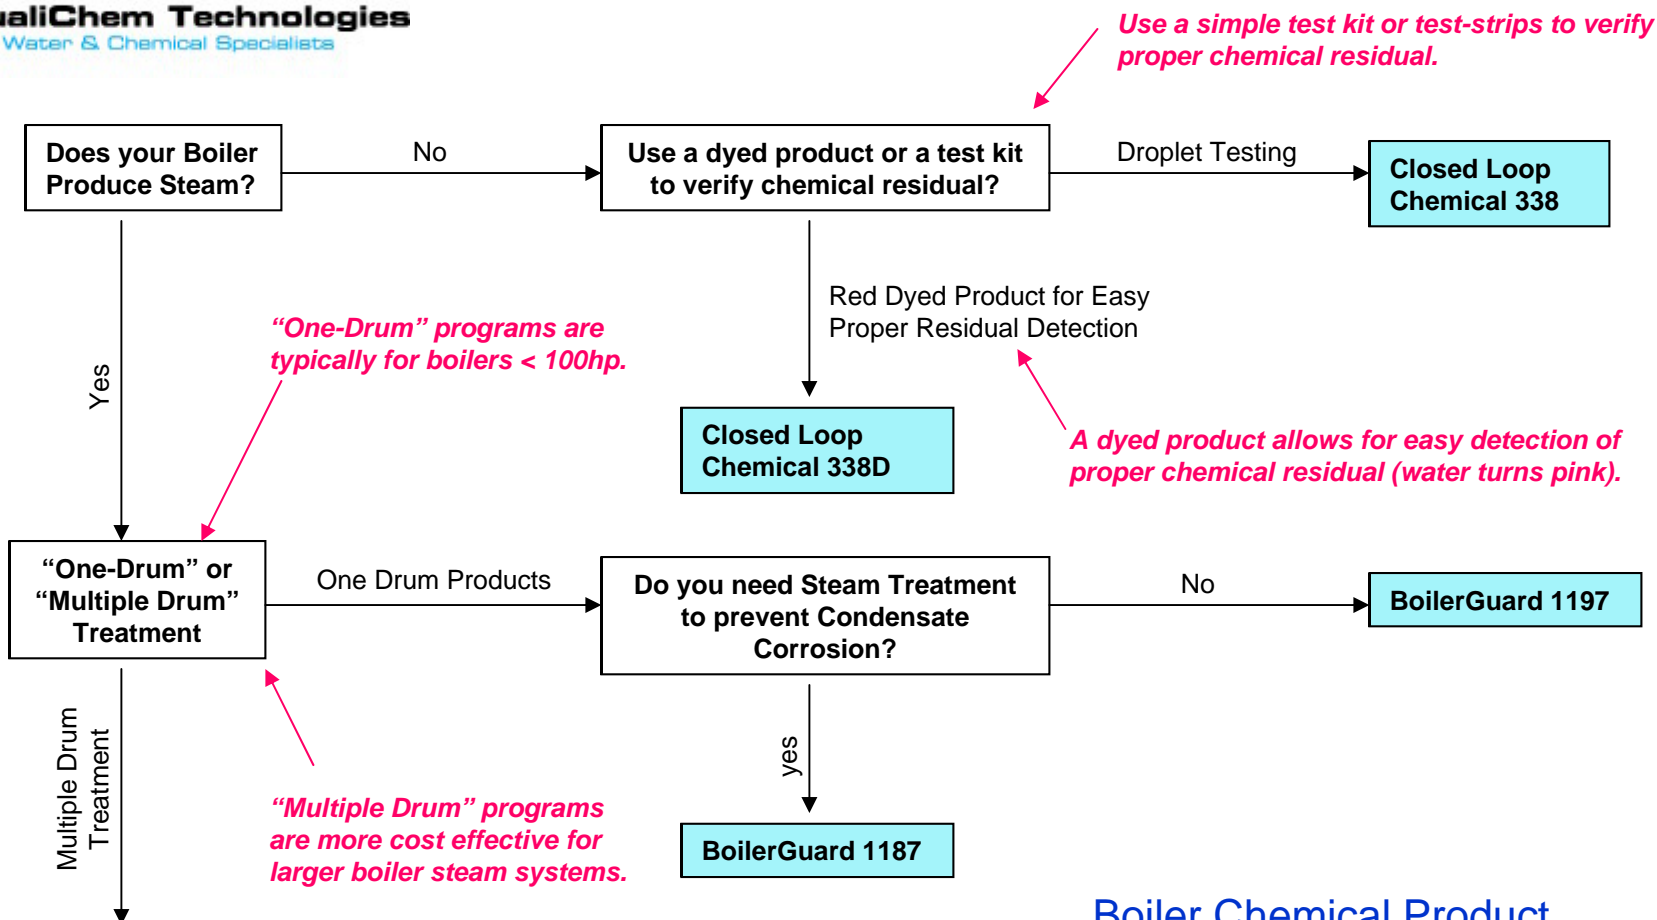 ualiChem Technologies
Water & Chemical Specialists
Use a simple test kit or test-strips to verify
proper chemical residual.
Does your Boiler
Produce Steam?
No
Use a dyed product or a test kit
to verify chemical residual?
Droplet Testing
Closed Loop
Chemical 338
Red Dyed Product for Easy
Proper Residual Detection
“One-Drum” programs are
typically for boilers < 100hp.
Yes
Closed Loop
Chemical 338D
A dyed product allows for easy detection of
proper chemical residual (water turns pink).
“One-Drum” or
“Multiple Drum”
Treatment
One Drum Products
Do you need Steam Treatment
to prevent Condensate
Corrosion?
No
BoilerGuard 1197
Multiple Drum
Treatment
yes
“Multiple Drum” programs
are more cost effective for
larger boiler steam systems.
BoilerGuard 1187
Boiler Chemical Product